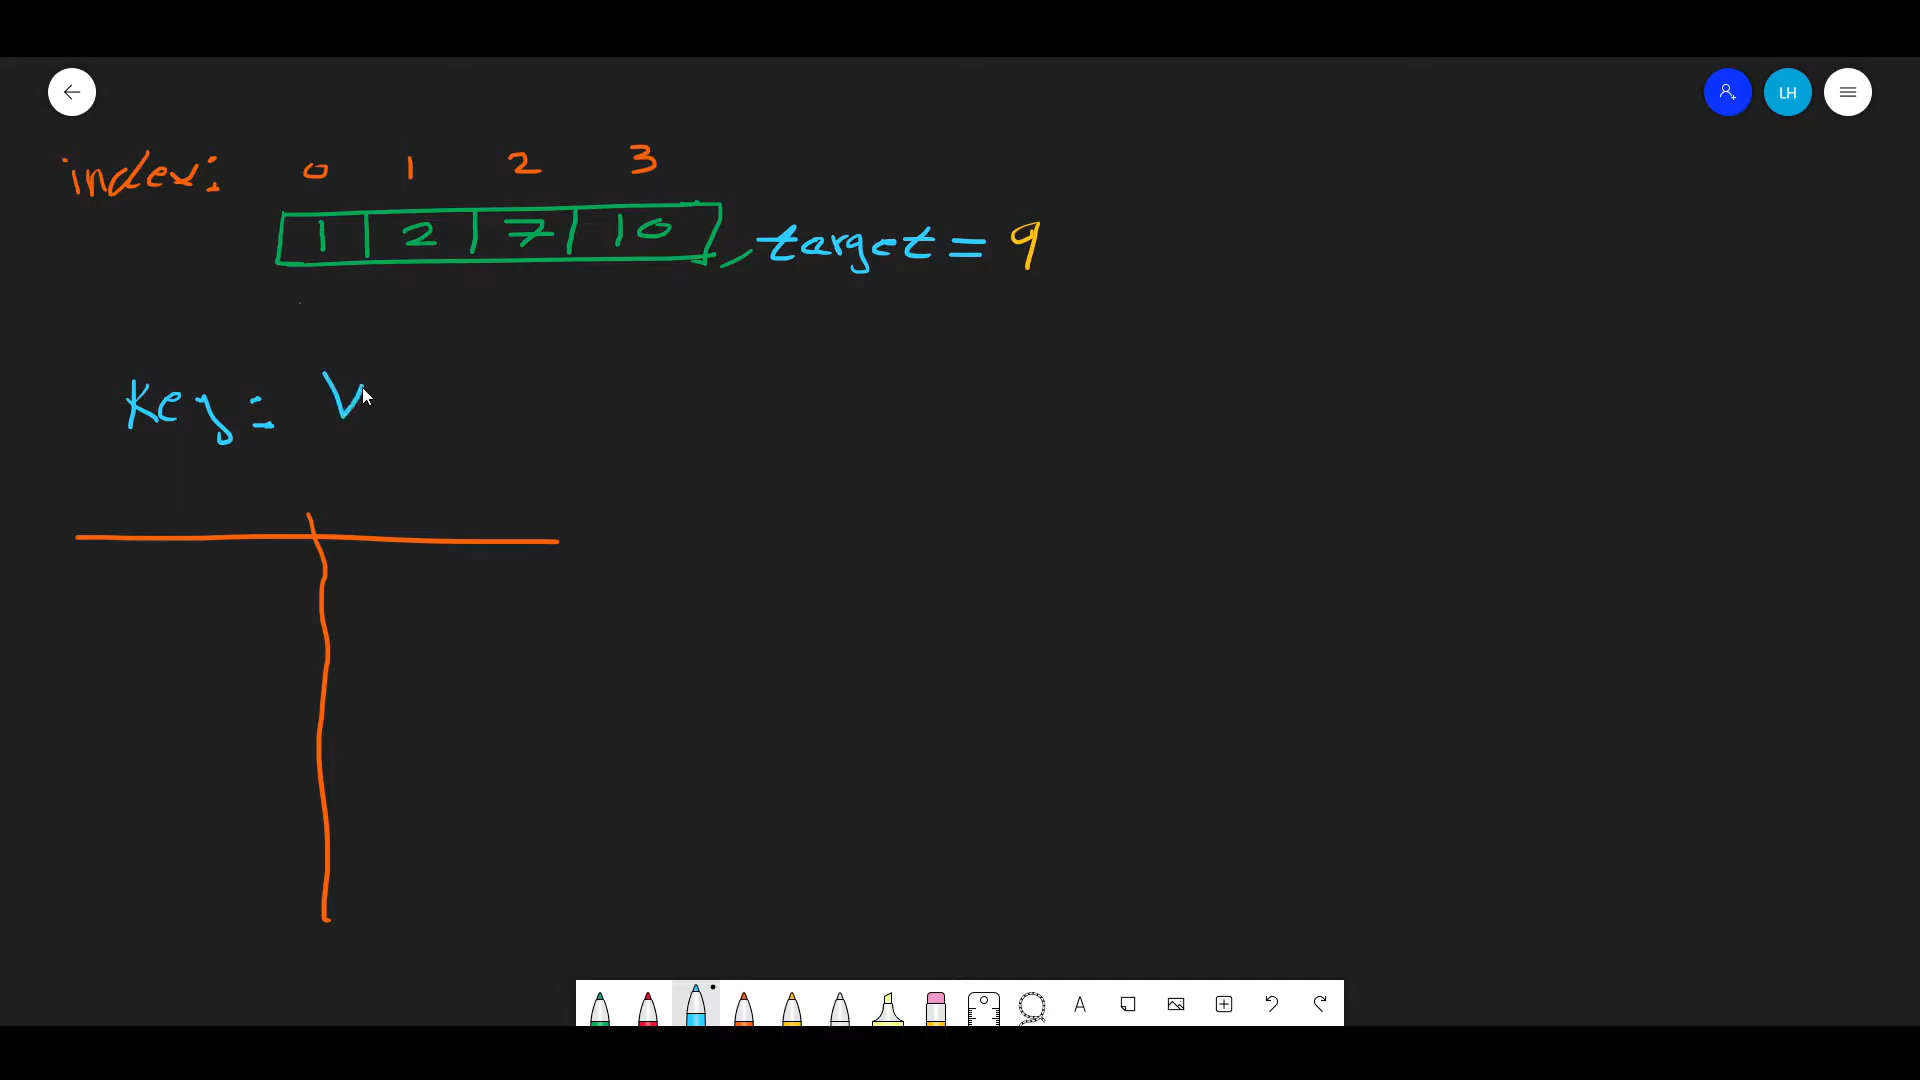 LH
index: 0 1 2 3
1 2 7 10 , target = 9
Key: V
A